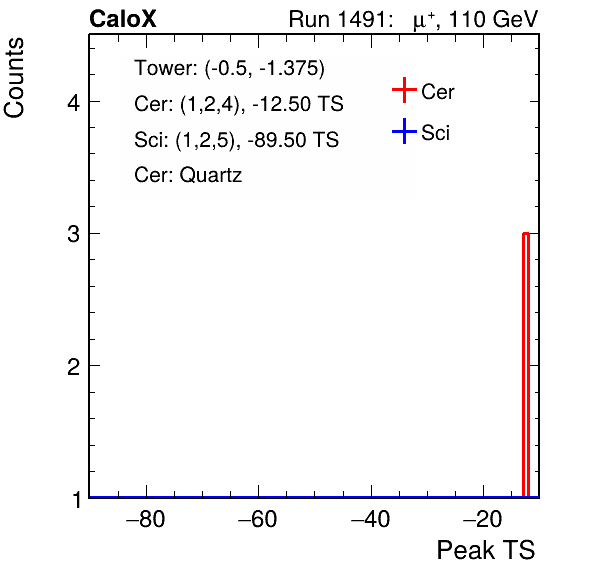 CaloX Run 1491: μ⁺, 110 GeV
Counts
Tower: (-0.5, -1.375)
Cer: (1,2,4), -12.50 TS
Sci: (1,2,5), -89.50 TS
Cer: Quartz
Cer
Sci
4
3
2
1
−80 −60 −40 −20
Peak TS